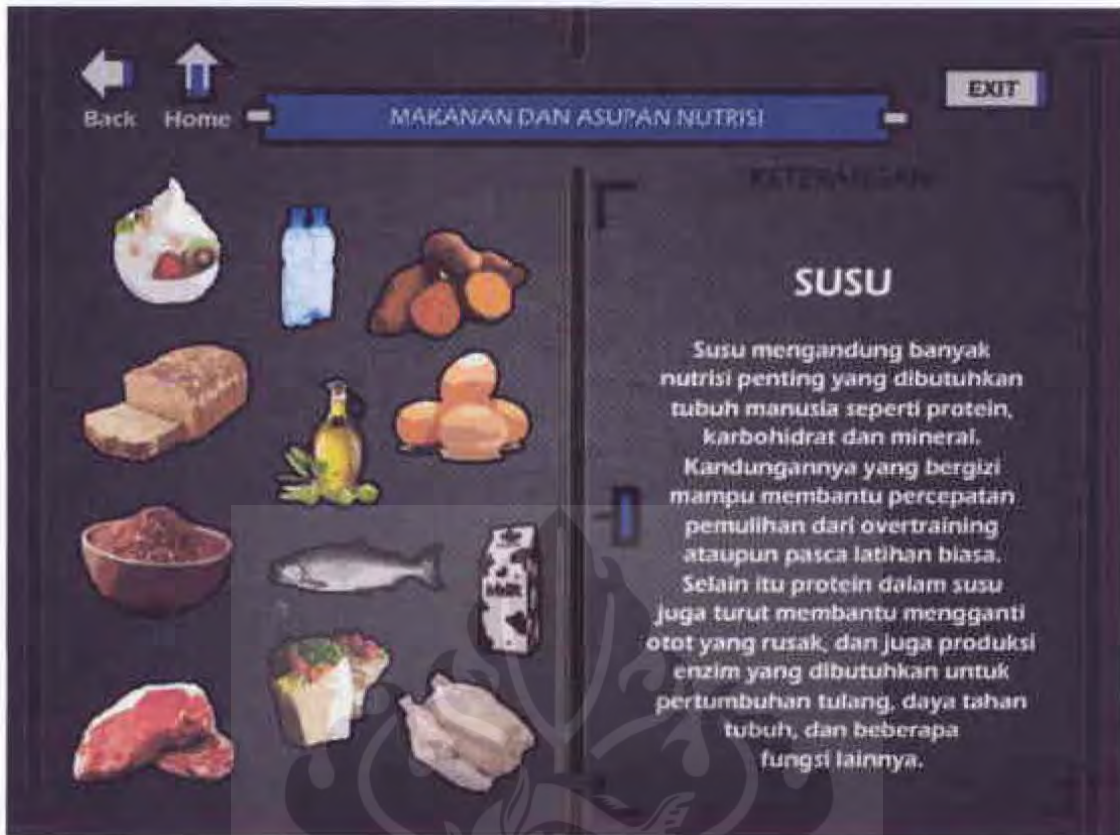 EXIT
Back Home
MAKANAN DAN ASUPAN NUTRISI
KETERANGAN
SUSU
Susu mengandung banyak
nutrisi penting yang dibutuhkan
tubuh manusia seperti protein,
karbohidrat dan mineral.
Kandungannya yang bergizi
mampu membantu percepatan
pemulihan dari overtraining
ataupun pasca latihan biasa.
Selain itu protein dalam susu
juga turut membantu mengganti
otot yang rusak, dan juga produksi
enzim yang dibutuhkan untuk
pertumbuhan tulang, daya tahan
tubuh, dan beberapa
fungsi lainnya.
Milk